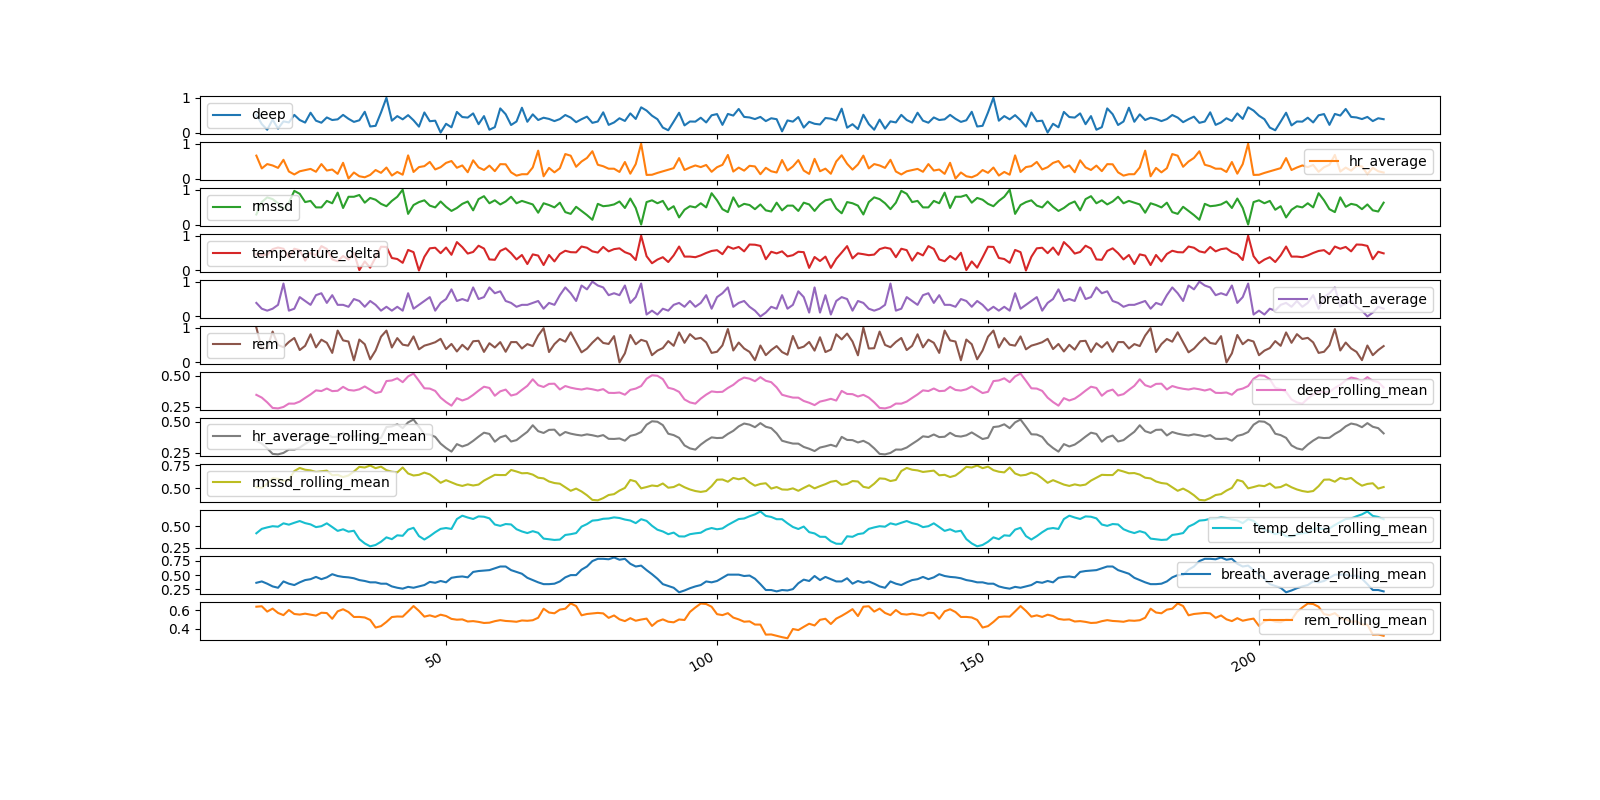 1
0
deep
1
0
hr_average
1
0
rmssd
1
0
temperature_delta
1
0
breath_average
1
0
rem
0.50
0.25
deep_rolling_mean
0.50
0.25
hr_average_rolling_mean
0.75
0.50
rmssd_rolling_mean
0.50
0.25
temp_delta_rolling_mean
0.75
0.50
0.25
breath_average_rolling_mean
0.6
0.4
rem_rolling_mean
50 100 150 200